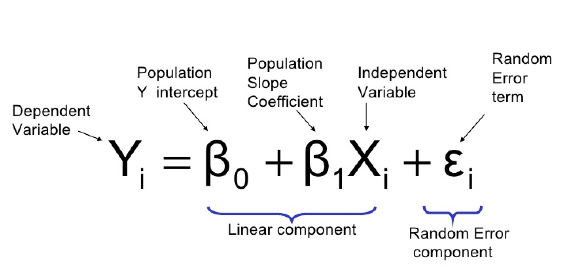 Dependent
Variable
Population
Y intercept
Population
Slope
Coefficient
Independent
Variable
Random
Error
term
Yᵢ = β₀ + β₁Xᵢ + εᵢ
Linear component
Random Error
component